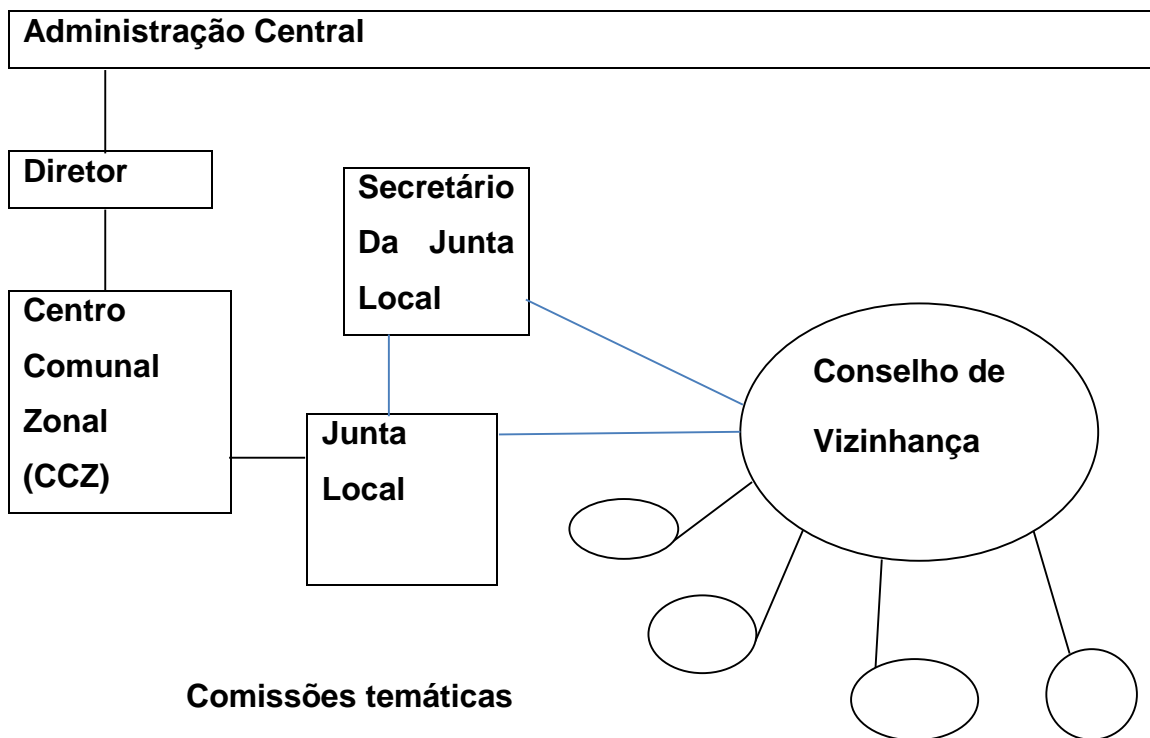 Administração Central
Diretor
Secretário
Da Junta
Local
Centro
Comunal
Zonal
(CCZ)
Junta
Local
Conselho de
Vizinhança
Comissões temáticas